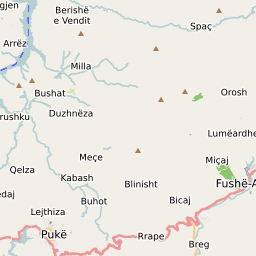 gjen
Berishë
e Vendit
Spaç
Arrëz
Milla
Bushat
Orosh
Duzhnëza
rushku
Lumëardhe
Meçe
Miçaj
Qelza
Kabash
Blinisht
Fushë-A
edaj
Buhot
Bicaj
Lejthiza
Pukë
Rrape
Breg